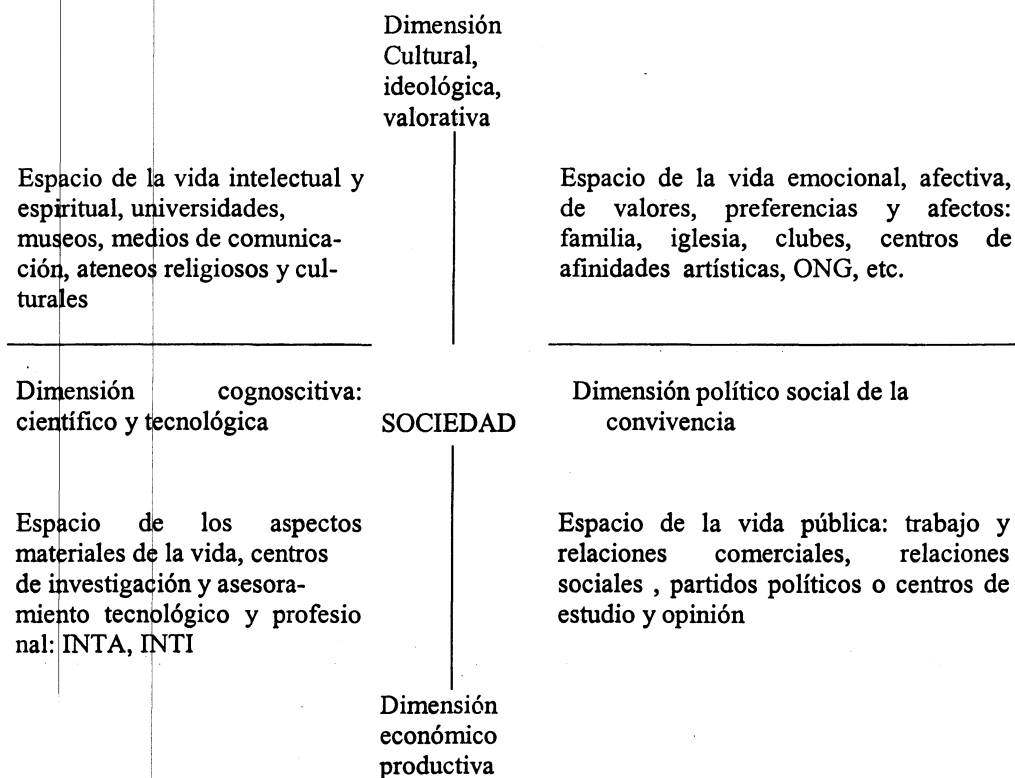 Dimensión
Cultural,
ideológica,
valorativa
Espacio de la vida intelectual y
espiritual, universidades,
museos, medios de comunica-
ción, ateneos religiosos y cul-
turales
Espacio de la vida emocional, afectiva,
de valores, preferencias y afectos:
familia, iglesia, clubes, centros de
afinidades artísticas, ONG, etc.
Dimensión cognoscitiva:
científico y tecnológica
SOCIEDAD
Dimensión político social de la
convivencia
Espacio de los aspectos
materiales de la vida, centros
de investigación y asesora-
miento tecnológico y profesio
nal: INTA, INTI
Espacio de la vida pública: trabajo y
relaciones comerciales, relaciones
sociales , partidos políticos o centros de
estudio y opinión
Dimensión
económico
productiva